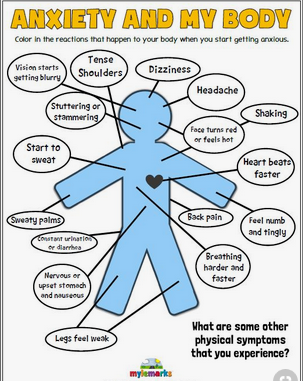 ANXIETY AND MY BODY
Color in the reactions that happen to your body when you start getting anxious.
Vision starts
getting blurry
Tense
Shoulders
Dizziness
Headache
Stuttering or
stammering
Shaking
Face turns red
or feels hot
Start to
sweat
Heart beats
faster
Sweaty palms
Back pain
Feel numb
and tingly
Constant urination
or diarrhea
Breathing
harder and
faster
Nervous or
upset stomach
and nauseous
Legs feel weak
What are some other
physical symptoms
that you experience?
mylemarks